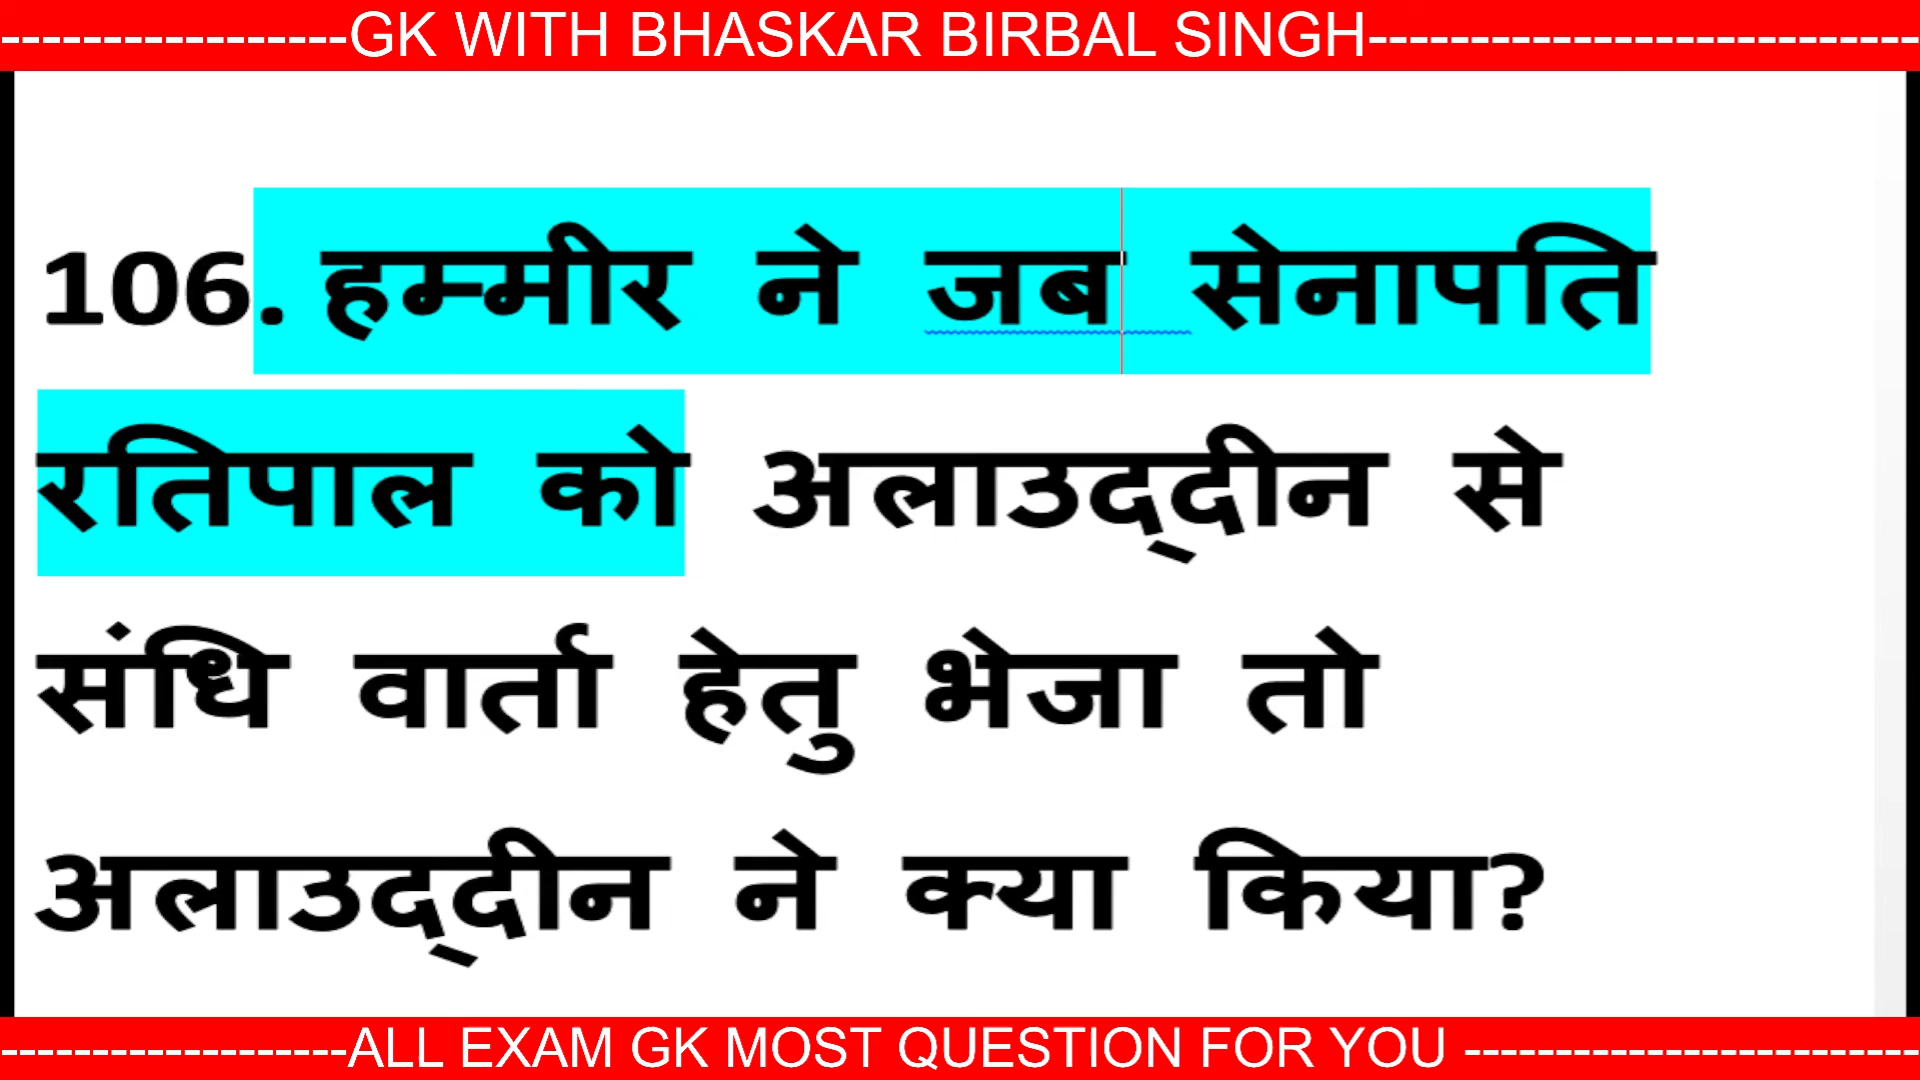 -----------------GK WITH BHASKAR BIRBAL SINGH---------------------------
106. हम्मीर ने जब सेनापति
रतिपाल को अलाउद्दीन से
संधि वार्ता हेतु भेजा तो
अलाउद्दीन ने क्या किया?
-----------------ALL EXAM GK MOST QUESTION FOR YOU ----------------------